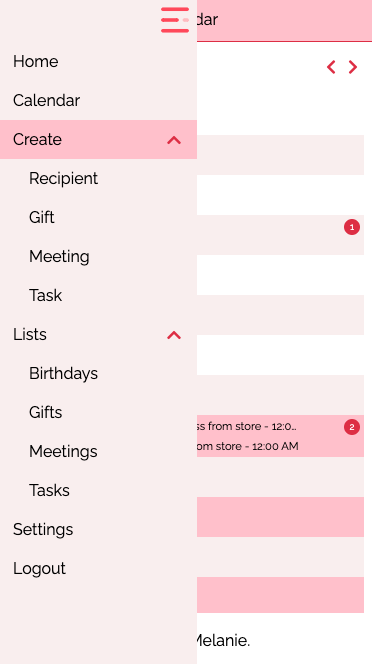 dar
Home
Calendar
Create
Recipient
Gift
1
Meeting
Task
Lists
Birthdays
Gifts
ss from store - 12:0..
2
om store - 12:00 AM
Meetings
Tasks
Settings
Logout
Melanie.